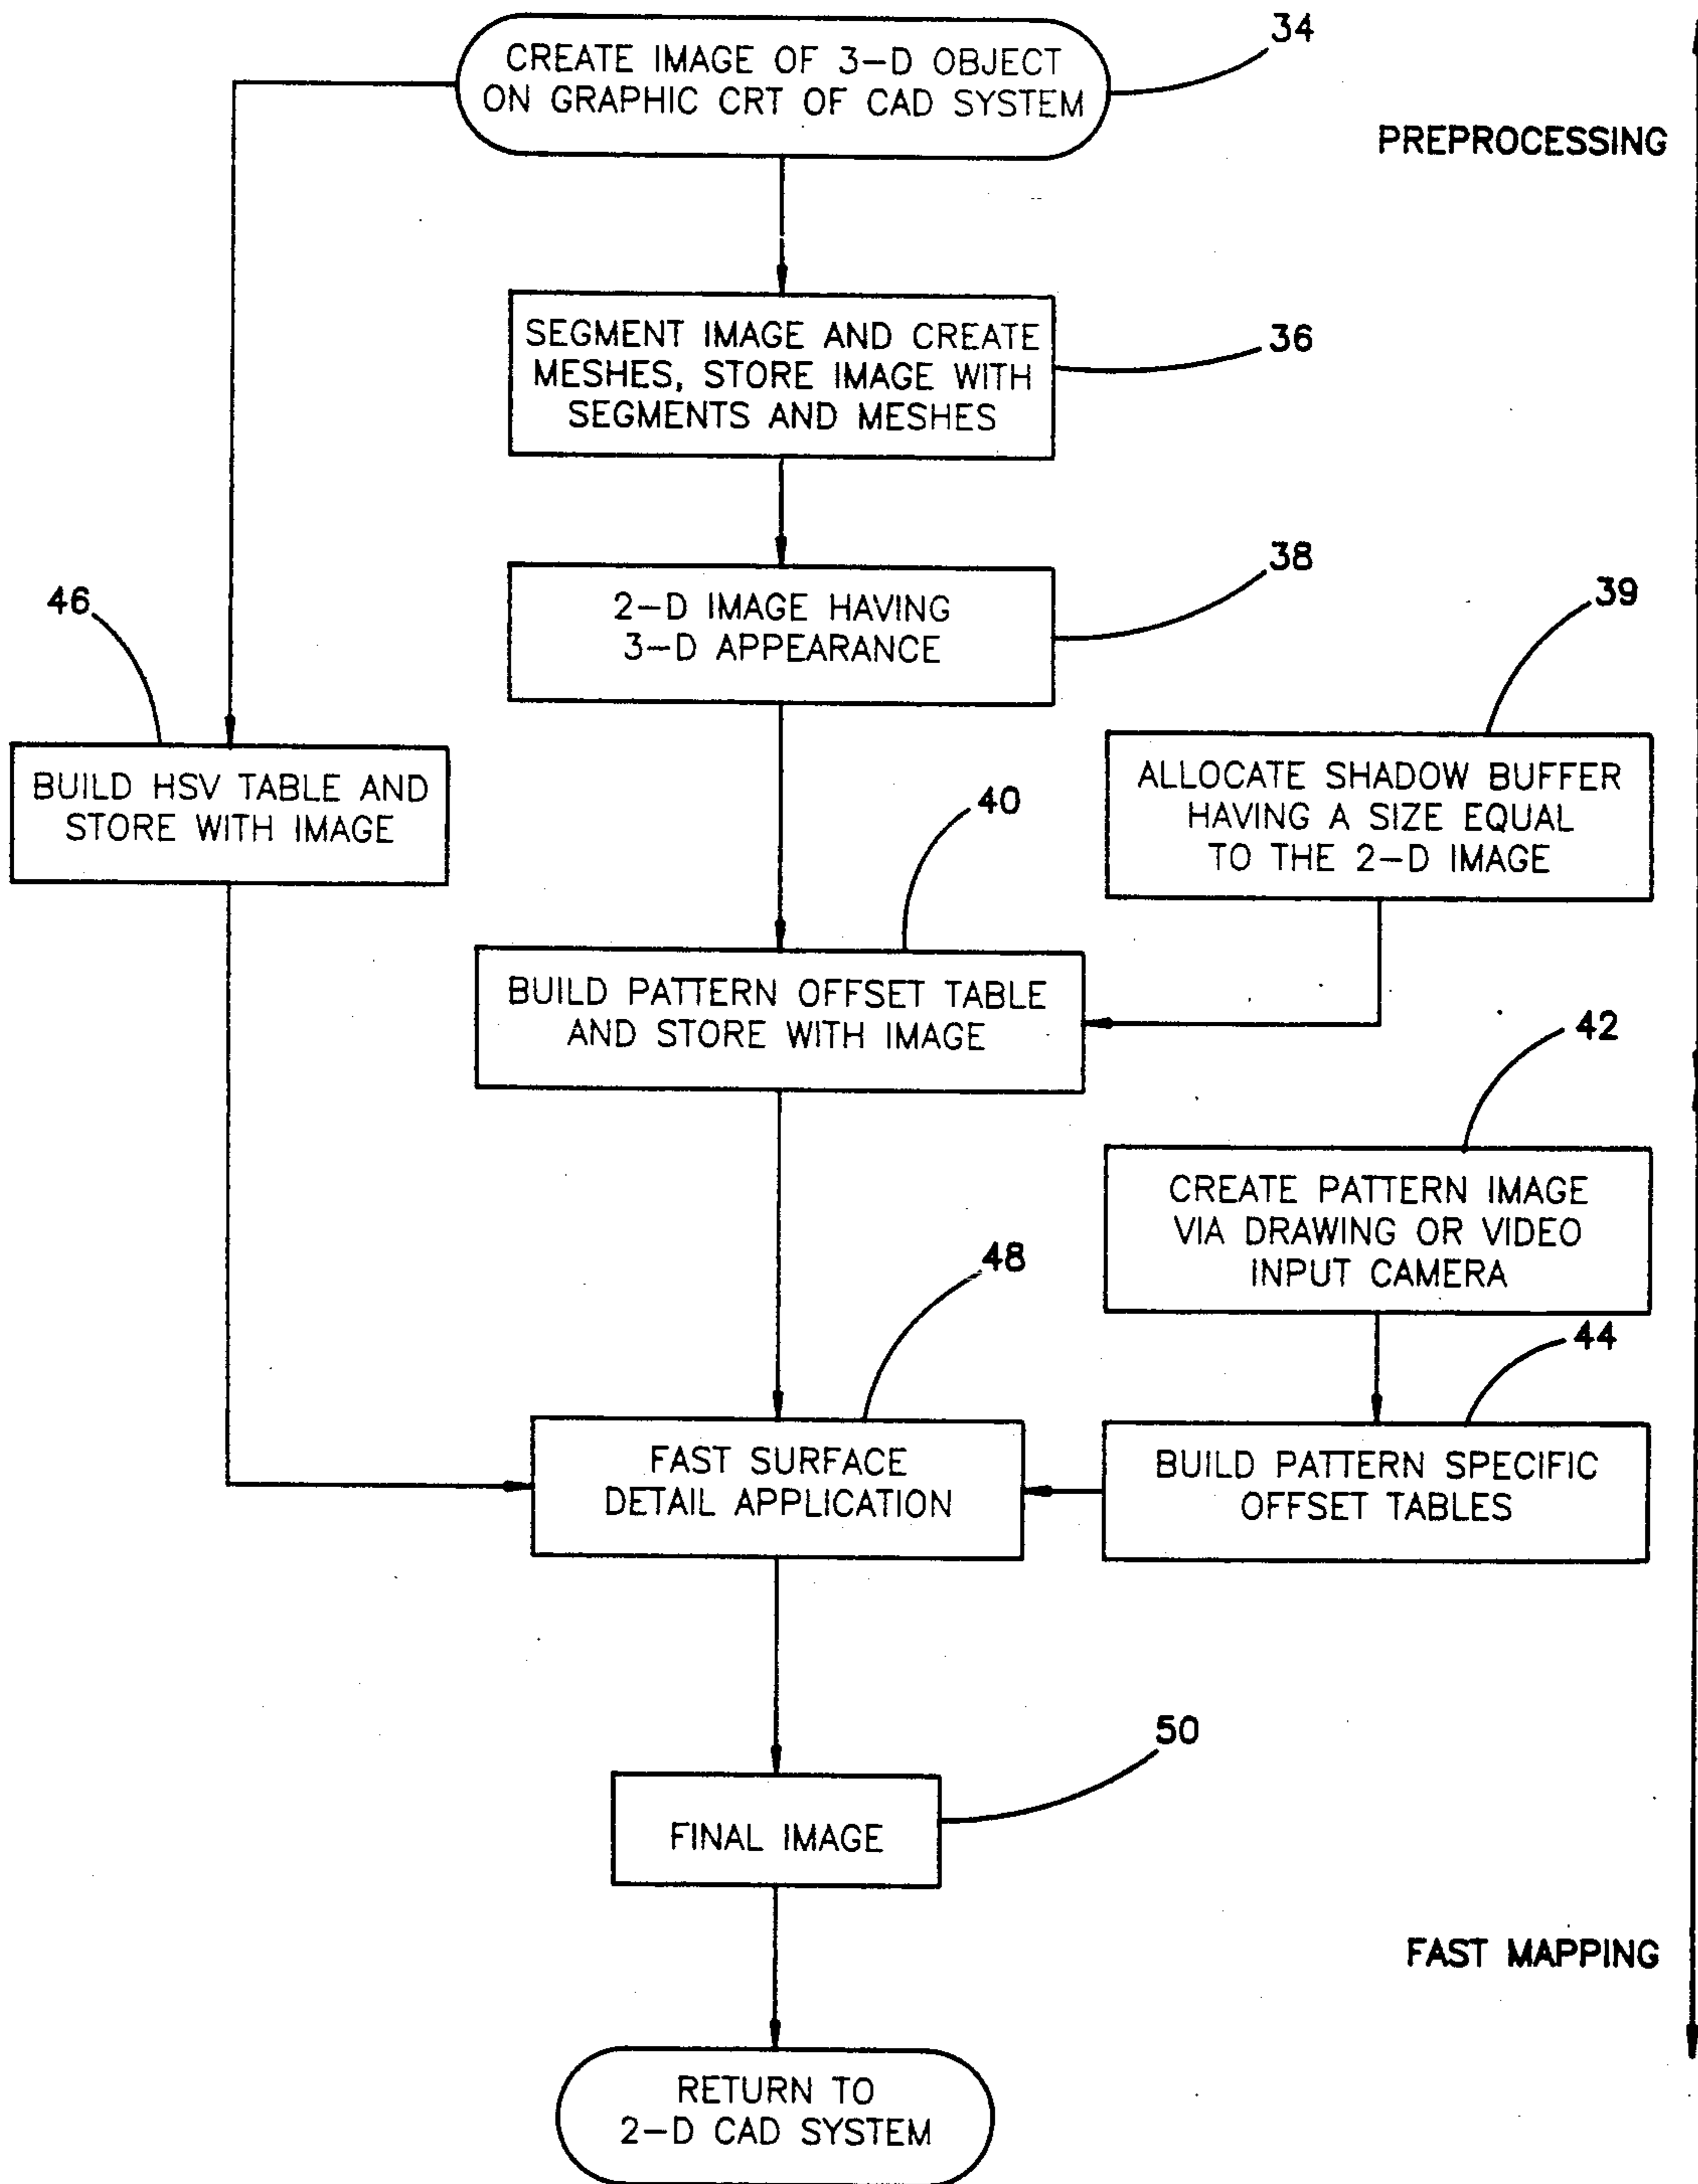 34
CREATE IMAGE OF 3-D OBJECT
ON GRAPHIC CRT OF CAD SYSTEM
PREPROCESSING
36
SEGMENT IMAGE AND CREATE
MESHES, STORE IMAGE WITH
SEGMENTS AND MESHES
38
2-D IMAGE HAVING
3-D APPEARANCE
39
46
ALLOCATE SHADOW BUFFER
HAVING A SIZE EQUAL
TO THE 2-D IMAGE
BUILD HSV TABLE AND
STORE WITH IMAGE
40
BUILD PATTERN OFFSET TABLE
AND STORE WITH IMAGE
42
CREATE PATTERN IMAGE
VIA DRAWING OR VIDEO
INPUT CAMERA
48
44
FAST SURFACE
DETAIL APPLICATION
BUILD PATTERN SPECIFIC
OFFSET TABLES
50
FINAL IMAGE
FAST MAPPING
RETURN TO
2-D CAD SYSTEM